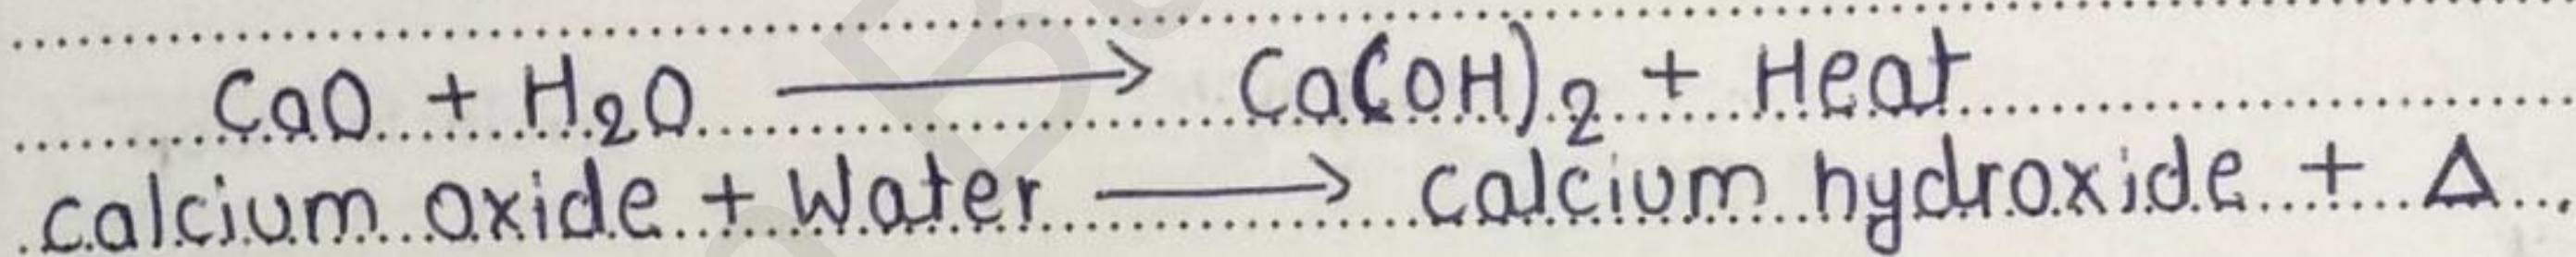 CaO + H₂O ⟶ Ca(OH)₂ + Heat
calcium oxide + Water ⟶ calcium hydroxide + Δ